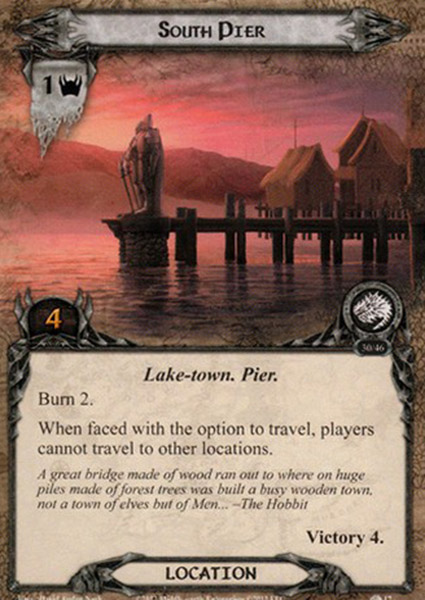 SOUTH PIER
1
4
30/46
Lake-town. Pier.
Burn 2.
When faced with the option to travel, players
cannot travel to other locations.
A great bridge made of wood ran out to where on huge
piles made of forest trees was built a busy wooden town,
not a town of elves but of Men... –The Hobbit
Victory 4.
LOCATION